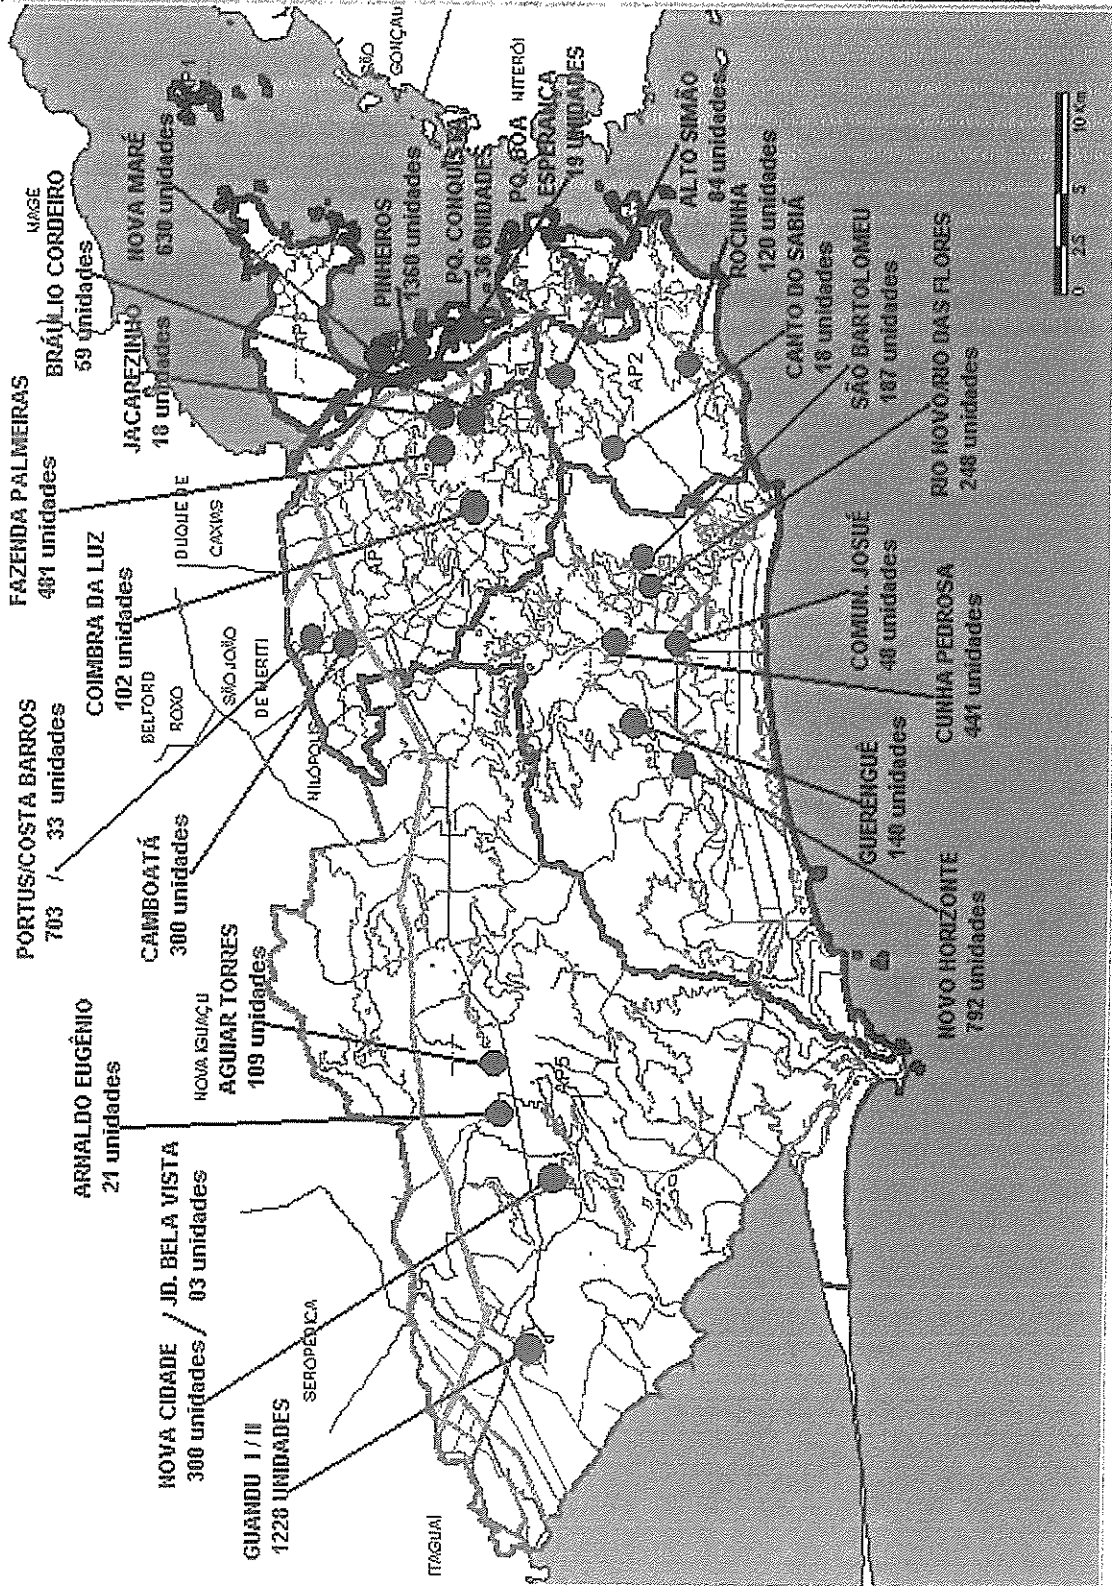 PORTUS/COSTA BARROS
703 / 33 unidades
FAZENDA PALMEIRAS
481 unidades
BRÁULIO CORDEIRO
59 unidades
MAGÉ
COIMBRA DA LUZ
102 unidades
JACAREZINHO
18 unidades
NOVA MARÉ
630 unidades
ARNALDO EUGÊNIO
21 unidades
CAMBOATÁ
300 unidades
BELFORD
ROXO
SÃO JOÃO
DE MERITI
DUQUE DE
CAXIAS
NOVA CIDADE / JD. BELA VISTA
300 unidades / 03 unidades
NOVA IGUAÇU
AGUIAR TORRES
109 unidades
NILÓPOLIS
GUANDU I / II
1228 UNIDADES
SEROPÉDICA
ITAGUAÍ
SÃO
GONÇALO
PINHEIROS
1360 unidades
PQ. CONQUISTA
36 UNIDADES
NITERÓI
PQ. BOA
ESPERANÇA
19 UNIDADES
AP5
AP2
ALTO SIMÃO
84 unidades
ROCINHA
120 unidades
CANTO DO SABIÁ
18 unidades
SÃO BARTOLOMEU
187 unidades
RIO NOVO/RIO DAS FLORES
248 unidades
COMUN. JOSUÉ
48 unidades
CUNHA PEDROSA
441 unidades
GUERENGUÊ
140 unidades
NOVO HORIZONTE
792 unidades
0 2.5 5 10 Km